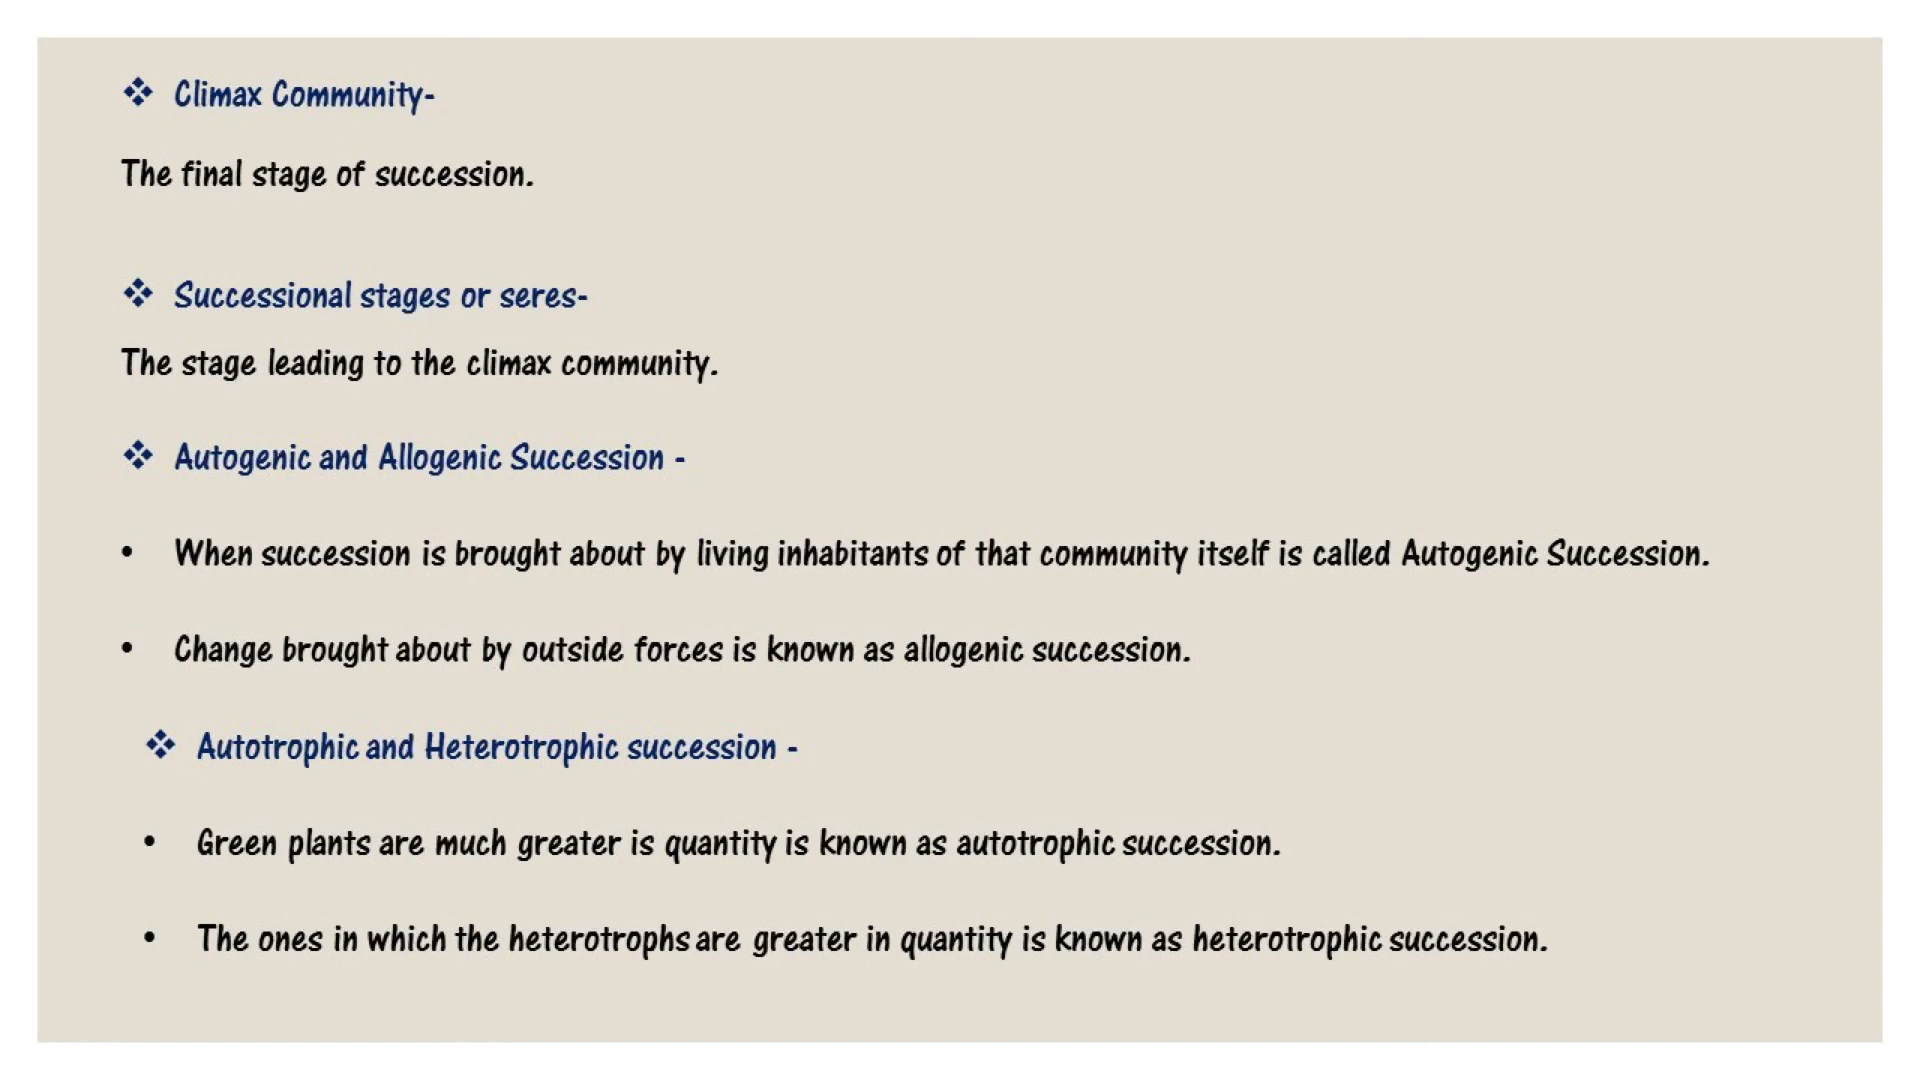 ❖ Climax Community-
The final stage of succession.
❖ Successional stages or seres-
The stage leading to the climax community.
❖ Autogenic and Allogenic Succession -
• When succession is brought about by living inhabitants of that community itself is called Autogenic Succession.
• Change brought about by outside forces is known as allogenic succession.
❖ Autotrophic and Heterotrophic succession -
• Green plants are much greater is quantity is known as autotrophic succession.
• The ones in which the heterotrophs are greater in quantity is known as heterotrophic succession.